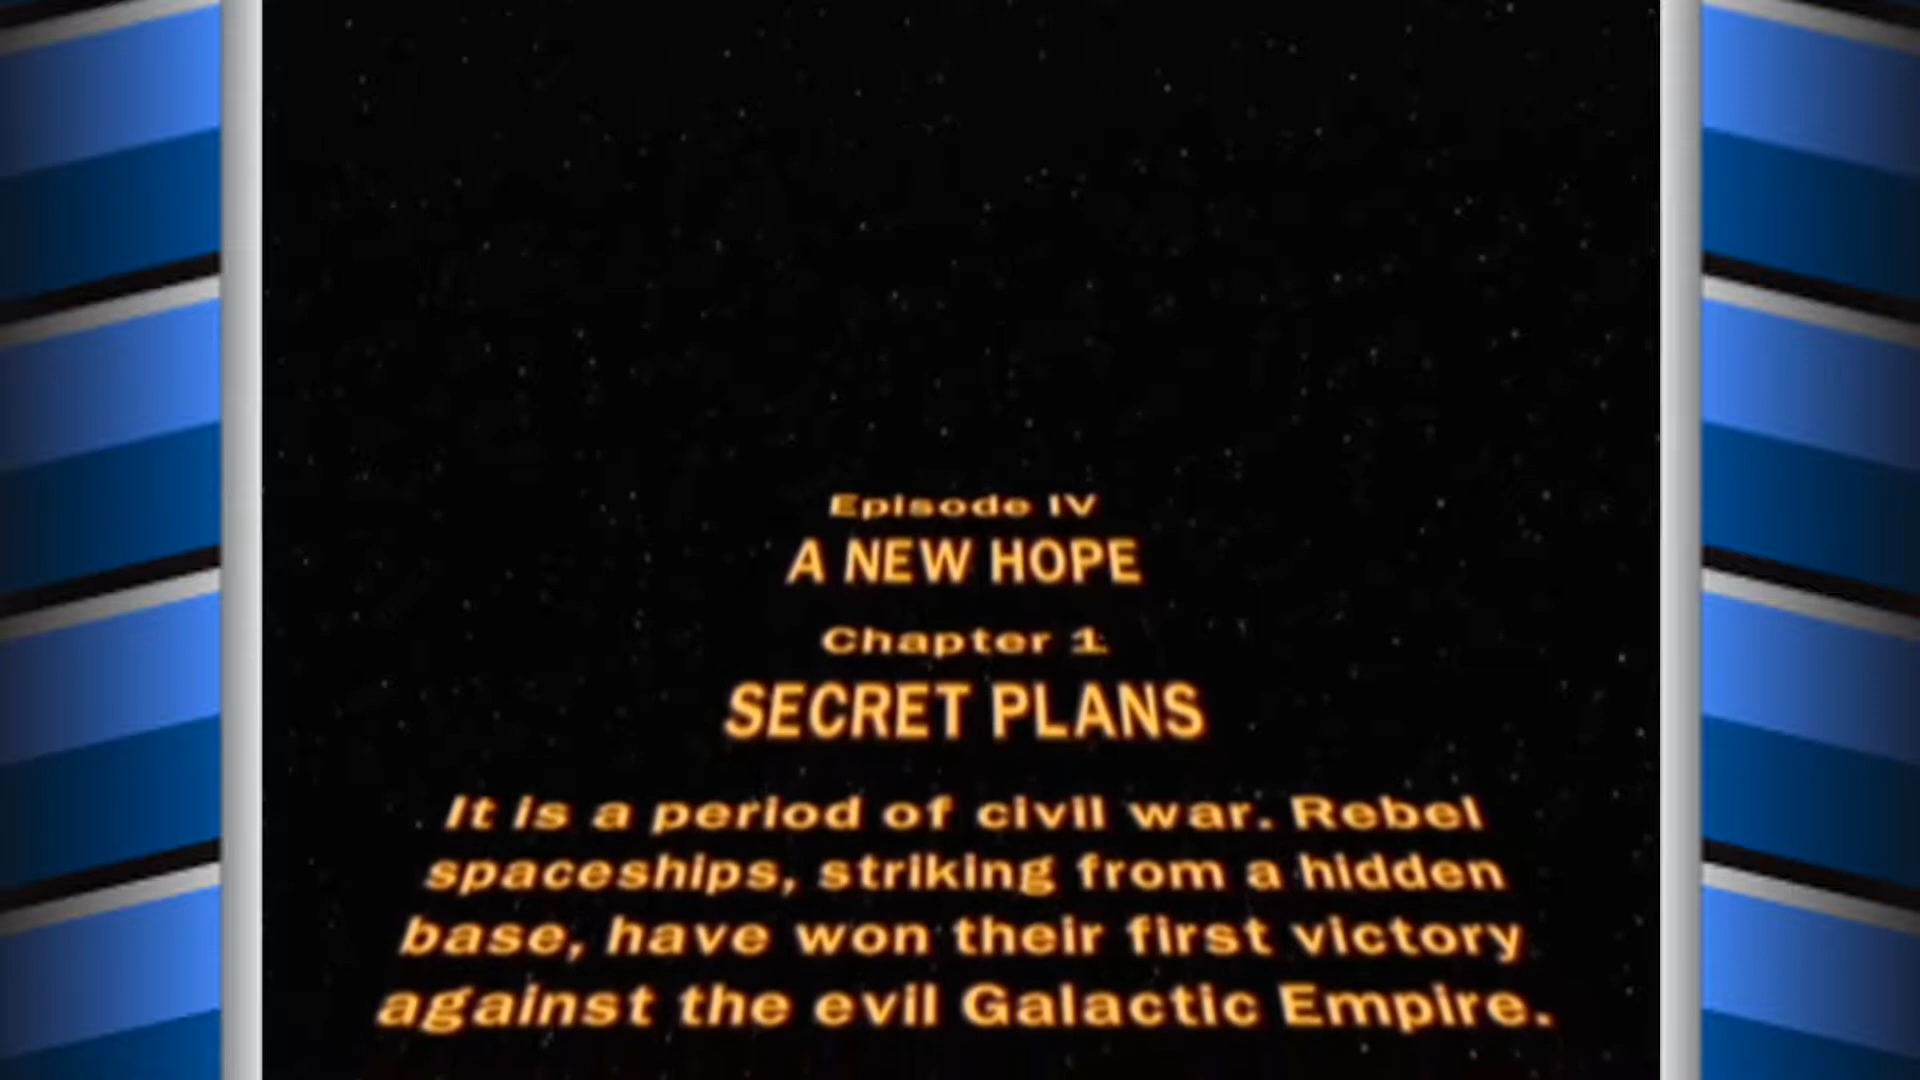 Episode IV
A NEW HOPE
Chapter 1
SECRET PLANS
It is a period of civil war. Rebel
spaceships, striking from a hidden
base, have won their first victory
against the evil Galactic Empire.